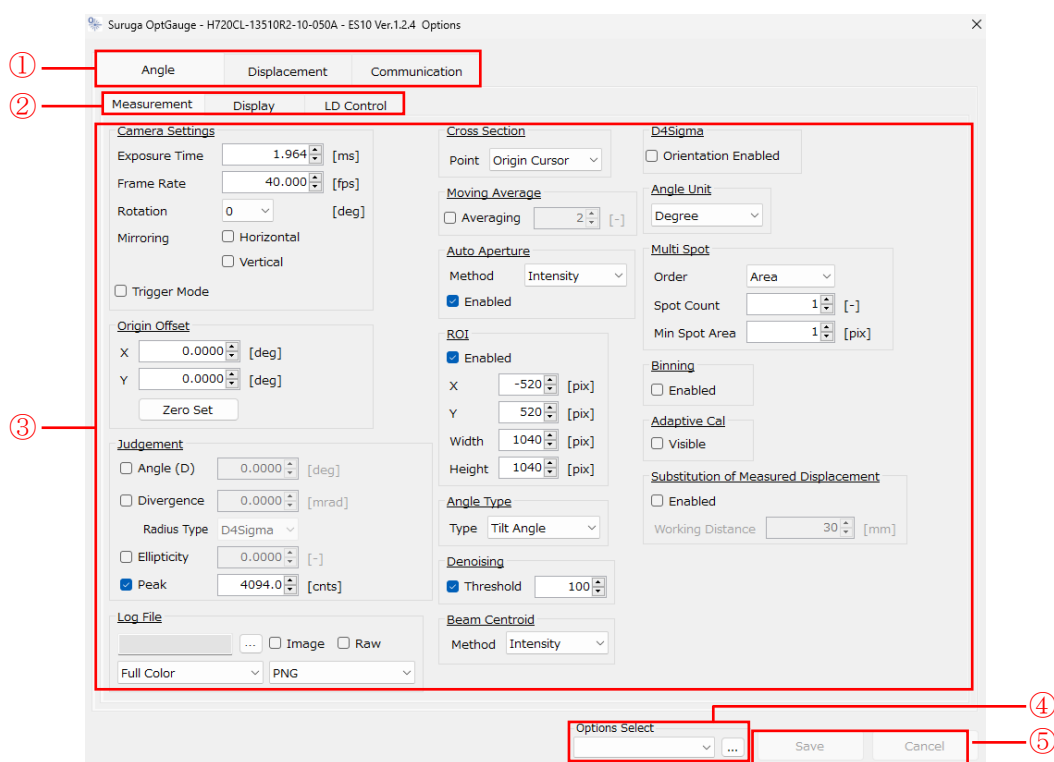 Suruga OptGauge - H720CL-13510R2-10-050A - ES10 Ver.1.2.4 Options
① Angle Displacement Communication
② Measurement Display LD Control
③
Camera Settings
Exposure Time 1.964 [ms]
Frame Rate 40.000 [fps]
Rotation 0 [deg]
Mirroring Horizontal
Vertical
Trigger Mode
Origin Offset
X 0.0000 [deg]
Y 0.0000 [deg]
Zero Set
Judgement
Angle (D) 0.0000 [deg]
Divergence 0.0000 [mrad]
Radius Type D4Sigma
Ellipticity 0.0000 [-]
Peak 4094.0 [cnts]
Log File
... Image Raw
Full Color PNG
Cross Section
Point Origin Cursor
Moving Average
Averaging 2 [-]
Auto Aperture
Method Intensity
Enabled
ROI
Enabled
X -520 [pix]
Y 520 [pix]
Width 1040 [pix]
Height 1040 [pix]
Angle Type
Type Tilt Angle
Denoising
Threshold 100
Beam Centroid
Method Intensity
D4Sigma
Orientation Enabled
Angle Unit
Degree
Multi Spot
Order Area
Spot Count 1 [-]
Min Spot Area 1 [pix]
Binning
Enabled
Adaptive Cal
Visible
Substitution of Measured Displacement
Enabled
Working Distance 30 [mm]
④
Options Select
...
Save Cancel ⑤